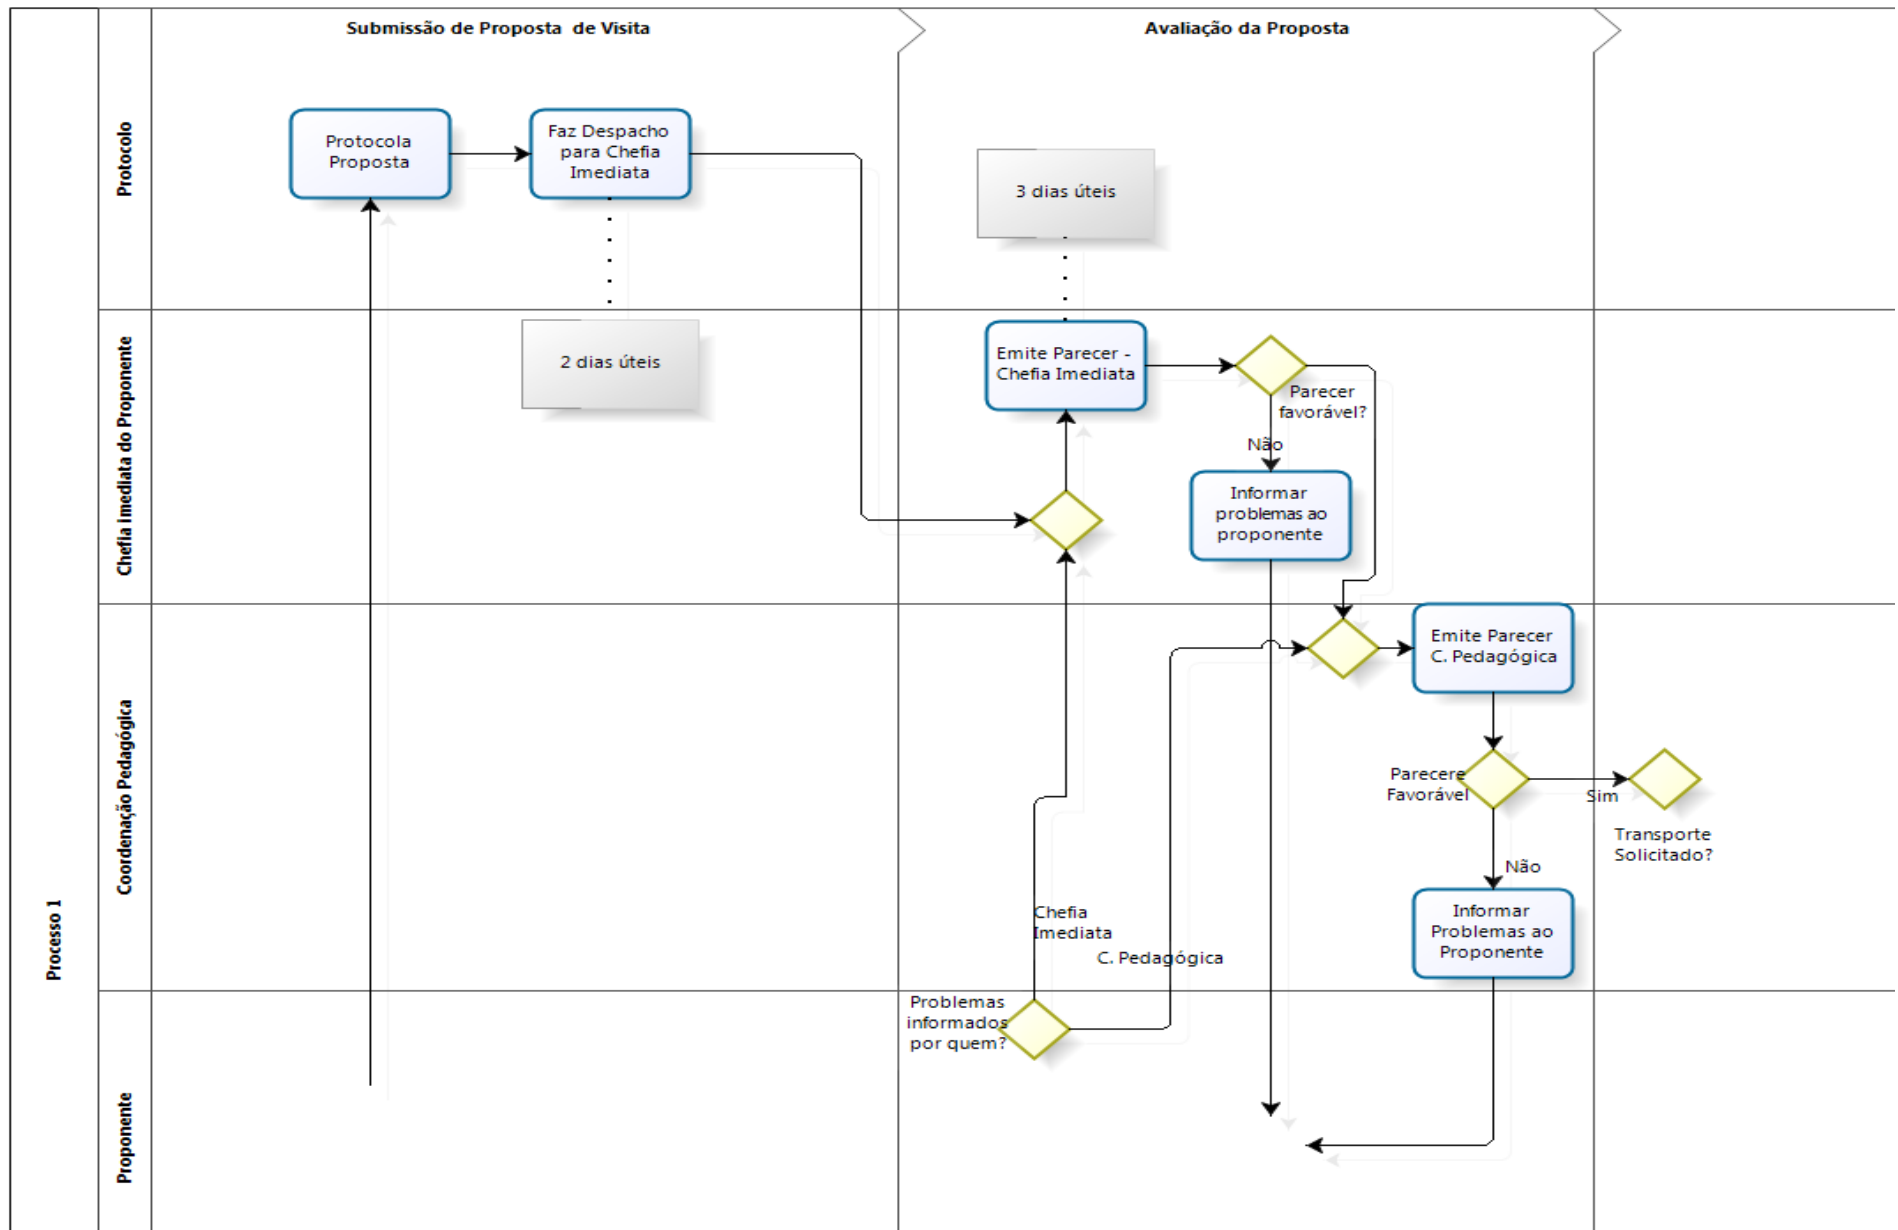 Submissão de Proposta  de Visita
Avaliação da Proposta
Processo 1
Protocolo
Protocola
Proposta
Faz Despacho
para Chefia
Imediata
3 dias úteis
Chefia imediata do Proponente
2 dias úteis
Emite Parecer -
Chefia Imediata
Parecer
favorável?
Não
Informar
problemas ao
proponente
Coordenação Pedagógica
Emite Parecer
C. Pedagógica
Parecere
Favorável
Sim
Transporte
Solicitado?
Não
Informar
Problemas ao
Proponente
Chefia
Imediata
C. Pedagógica
Proponente
Problemas
informados
por quem?